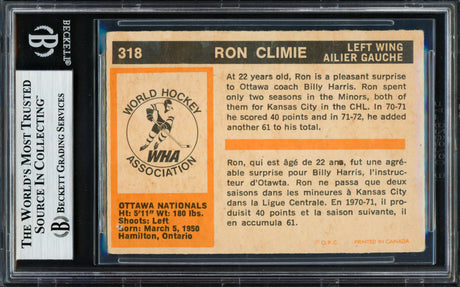 BECKETT
THE WORLD'S MOST TRUSTED
SOURCE IN COLLECTING™
BECKETT GRADING SERVICES
318
RON CLIMIE
LEFT WING
AILIER GAUCHE
WORLD HOCKEY
WHA
ASSOCIATION
OTTAWA NATIONALS
Ht: 5'11" Wt: 180 lbs.
Shoots: Left
Born: March 5, 1950
Hamilton, Ontario
At 22 years old, Ron is a pleasant surprise
to Ottawa coach Billy Harris. Ron spent
only two seasons in the Minors, both of
them for Kansas City in the CHL. In 70-71
he scored 40 points and in 71-72, he added
another 61 to his total.
Ron, qui est âgé de 22 ans, fut une agré-
able surprise pour Billy Harris, l'instruc-
teur d'Otawta. Ron ne passa que deux
saisons dans les mineures à Kansas City
dans la Ligue Centrale. En 1970-71, il
produit 40 points et la saison suivante, il
en accumula 61.
© O.P.C. PRINTED IN CANADA